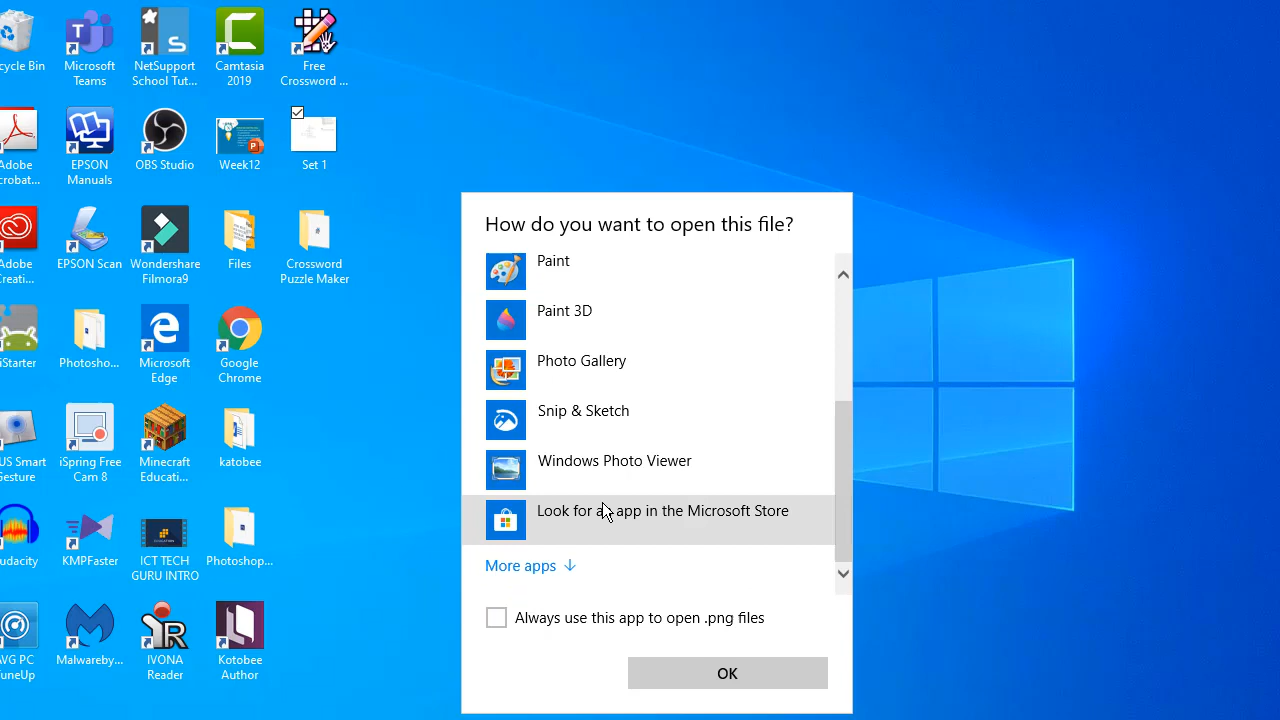 cycle Bin
Microsoft
Teams
NetSupport
School Tut...
Camtasia
2019
Free
Crossword ...
Adobe
crobat...
EPSON
Manuals
OBS Studio
Week12
Set 1
Adobe
Creati...
EPSON Scan
Wondershare
Filmora9
Files
Crossword
Puzzle Maker
iStarter
Photosho...
Microsoft
Edge
Google
Chrome
US Smart
Gesture
iSpring Free
Cam 8
Minecraft
Educati...
katobee
udacity
KMPFaster
ICT TECH
GURU INTRO
Photoshop...
AVG PC
TuneUp
Malwareby...
IVONA
Reader
Kotobee
Author
How do you want to open this file?
Paint
Paint 3D
Photo Gallery
Snip & Sketch
Windows Photo Viewer
Look for an app in the Microsoft Store
More apps
Always use this app to open .png files
OK